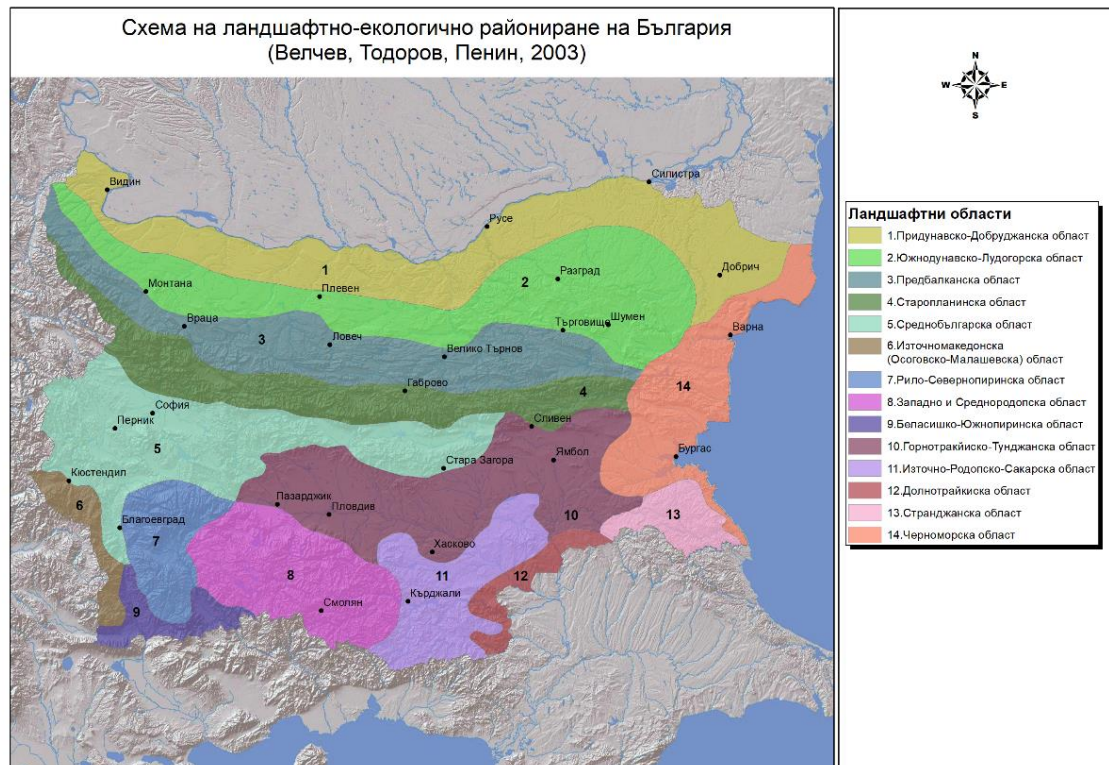 Схема на ландшафтно-екологично райониране на България
(Велчев, Тодоров, Пенин, 2003)
N
W
E
S
Видин
Силистра
Русе
1
2
Разград
Добрич
Монтана
Плевен
Враца
3
Ловеч
Търговище
Шумен
Варна
Велико Търнов
Габрово
4
14
София
Перник
5
Сливен
Стара Загора
Ямбол
Бургас
Кюстендил
6
Пазарджик
Пловдив
10
13
Благоевград
7
Хасково
8
11
12
Кърджали
9
Смолян
Ландшафтни области
1.Придунавско-Добруджанска област
2.Южнодунавско-Лудогорска област
3.Предбалканска област
4.Старопланинска област
5.Среднобългарска област
6.Източномакедонска
(Осоговско-Малашевска) област
7.Рило-Севернопиринска област
8.Западно и Среднородопска област
9.Беласишко-Южнопиринска област
10.Горнотракийско-Тунджанска област
11.Източно-Родопско-Сакарска област
12.Долнотрайкиска област
13.Странджанска област
14.Черноморска област